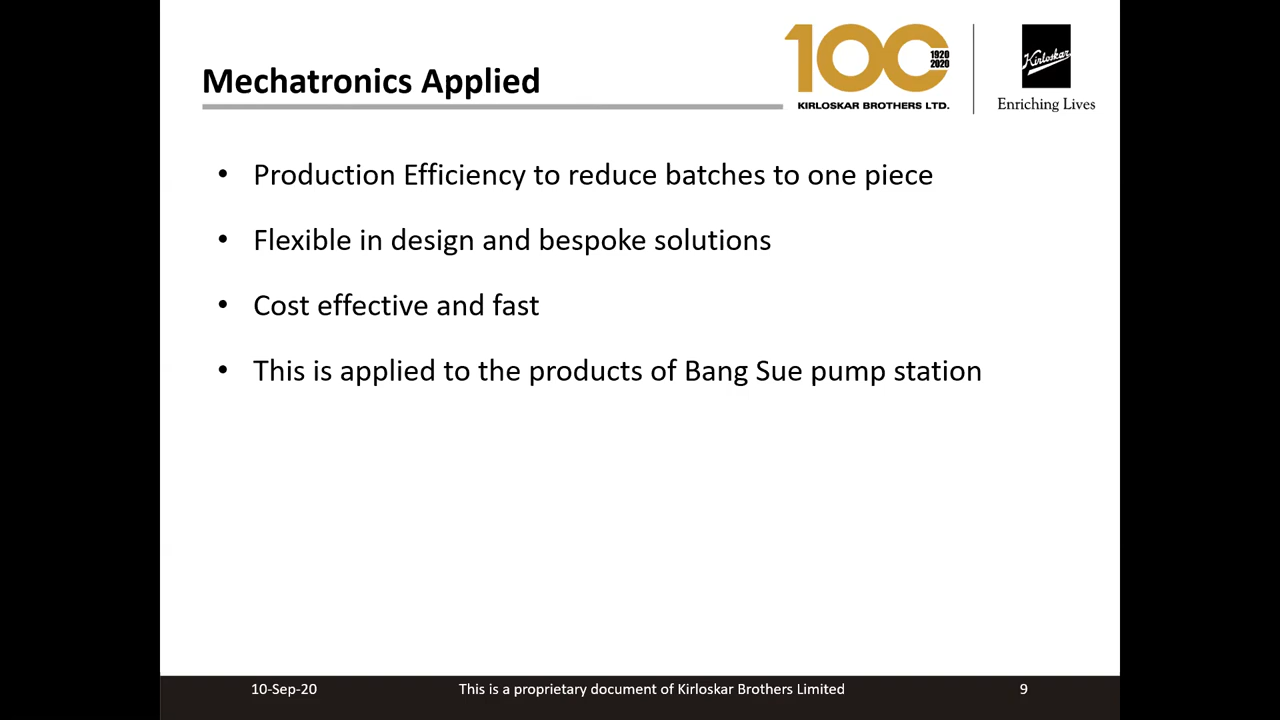 Mechatronics Applied
100
1920
2020
KIRLOSKAR BROTHERS LTD.
Kirloskar
Enriching Lives
• Production Efficiency to reduce batches to one piece
• Flexible in design and bespoke solutions
• Cost effective and fast
• This is applied to the products of Bang Sue pump station
10-Sep-20 This is a proprietary document of Kirloskar Brothers Limited 9